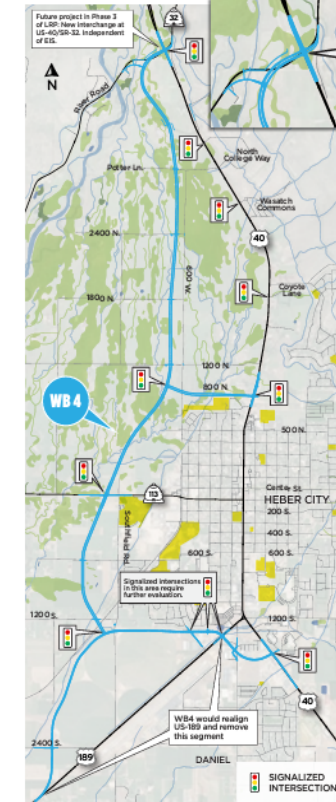 Future project in Phase 3
of LRP: New interchange at
US-40/SR-32. Independent
of EIS.
32
N
River Road
North
College Way
Potter Ln.
Wasatch
Commons
2400 N.
40
600 W.
Coyote
Lane
1800 N.
1200 N.
800 N.
WB 4
500 N.
Center St.
113
HEBER CITY
200 S.
Southfield Rd.
400 S.
600 S.
600 S.
Signalized intersections
in this area require
further evaluation.
1200 S.
1200 S.
40
WB4 would realign
US-189 and remove
this segment
2400 S.
189
DANIEL
SIGNALIZED
INTERSECTION